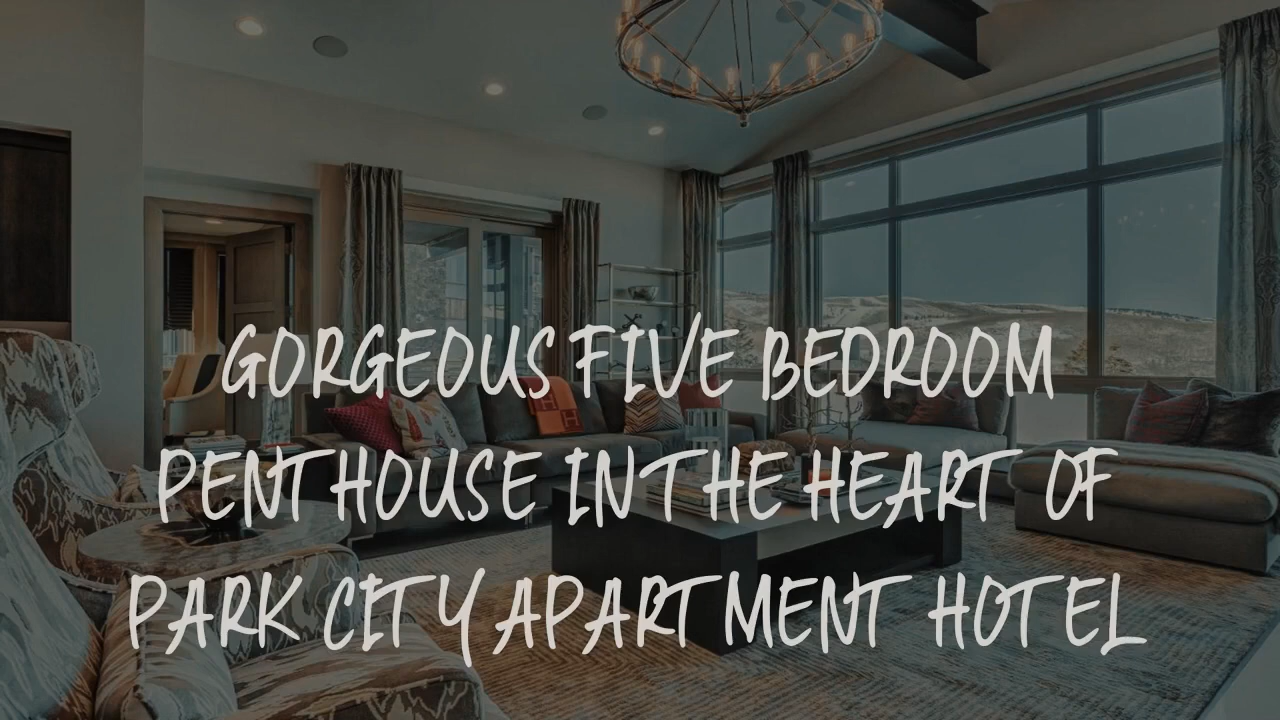 GORGEOUS FIVE BEDROOM
PENTHOUSE IN THE HEART OF
PARK CITY APARTMENT HOTEL